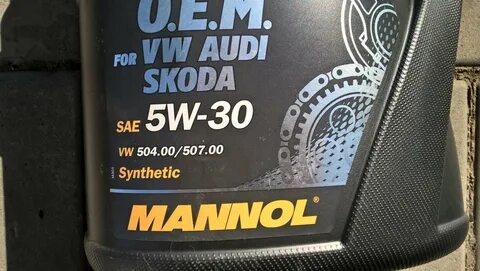 O.E.M.
FOR VW AUDI
SKODA
SAE 5W-30
VW 504.00/507.00
Synthetic
MANNOL®